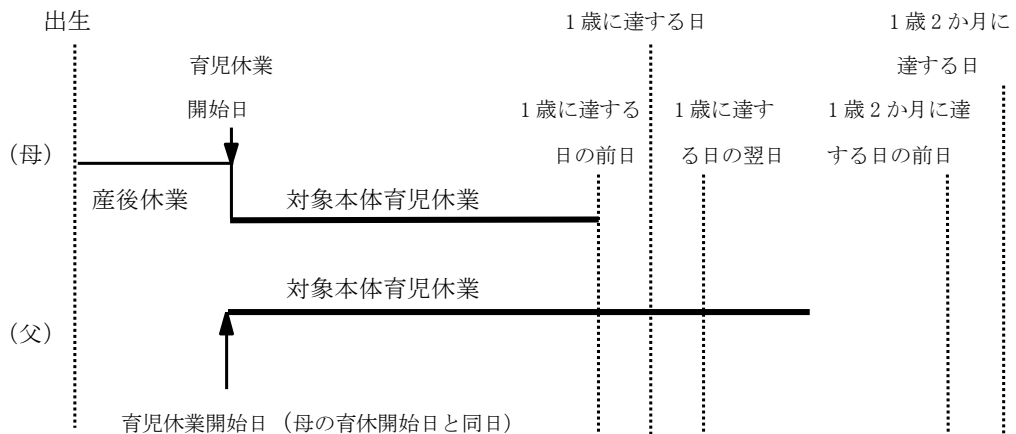 出生
1歳に達する日
1歳2か月に
達する日
育児休業
開始日
1歳に達する
日の前日
1歳に達す
る日の翌日
1歳2か月に達
する日の前日
（母）
産後休業
対象本体育児休業
対象本体育児休業
（父）
育児休業開始日（母の育休開始日と同日）